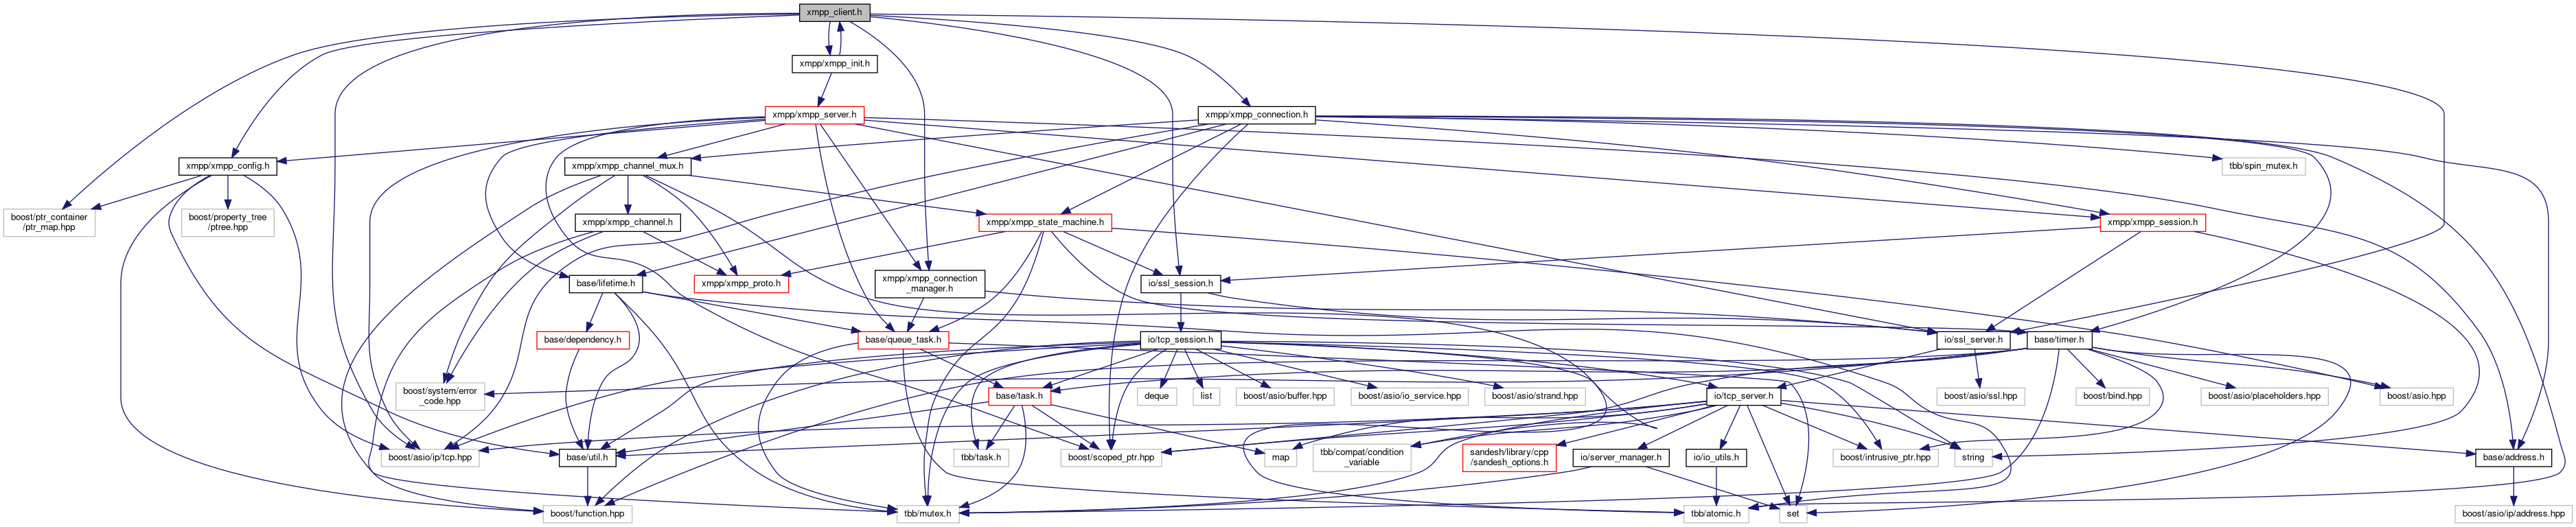 xmpp_client.h
xmpp/xmpp_init.h
xmpp/xmpp_server.h
xmpp/xmpp_connection.h
xmpp/xmpp_config.h
xmpp/xmpp_channel_mux.h
tbb/spin_mutex.h
boost/ptr_container
/ptr_map.hpp
boost/property_tree
/ptree.hpp
xmpp/xmpp_channel.h
xmpp/xmpp_state_machine.h
xmpp/xmpp_session.h
base/lifetime.h
xmpp/xmpp_proto.h
xmpp/xmpp_connection
_manager.h
io/ssl_session.h
base/dependency.h
base/queue_task.h
io/tcp_session.h
io/ssl_server.h
base/timer.h
boost/system/error
_code.hpp
base/task.h
deque
list
boost/asio/buffer.hpp
boost/asio/io_service.hpp
boost/asio/strand.hpp
io/tcp_server.h
boost/asio/ssl.hpp
boost/bind.hpp
boost/asio/placeholders.hpp
boost/asio.hpp
boost/asio/ip/tcp.hpp
base/util.h
tbb/task.h
boost/scoped_ptr.hpp
map
tbb/compat/condition
_variable
sandesh/library/cpp
/sandesh_options.h
io/server_manager.h
io/io_utils.h
boost/intrusive_ptr.hpp
string
base/address.h
boost/function.hpp
tbb/mutex.h
tbb/atomic.h
set
boost/asio/ip/address.hpp